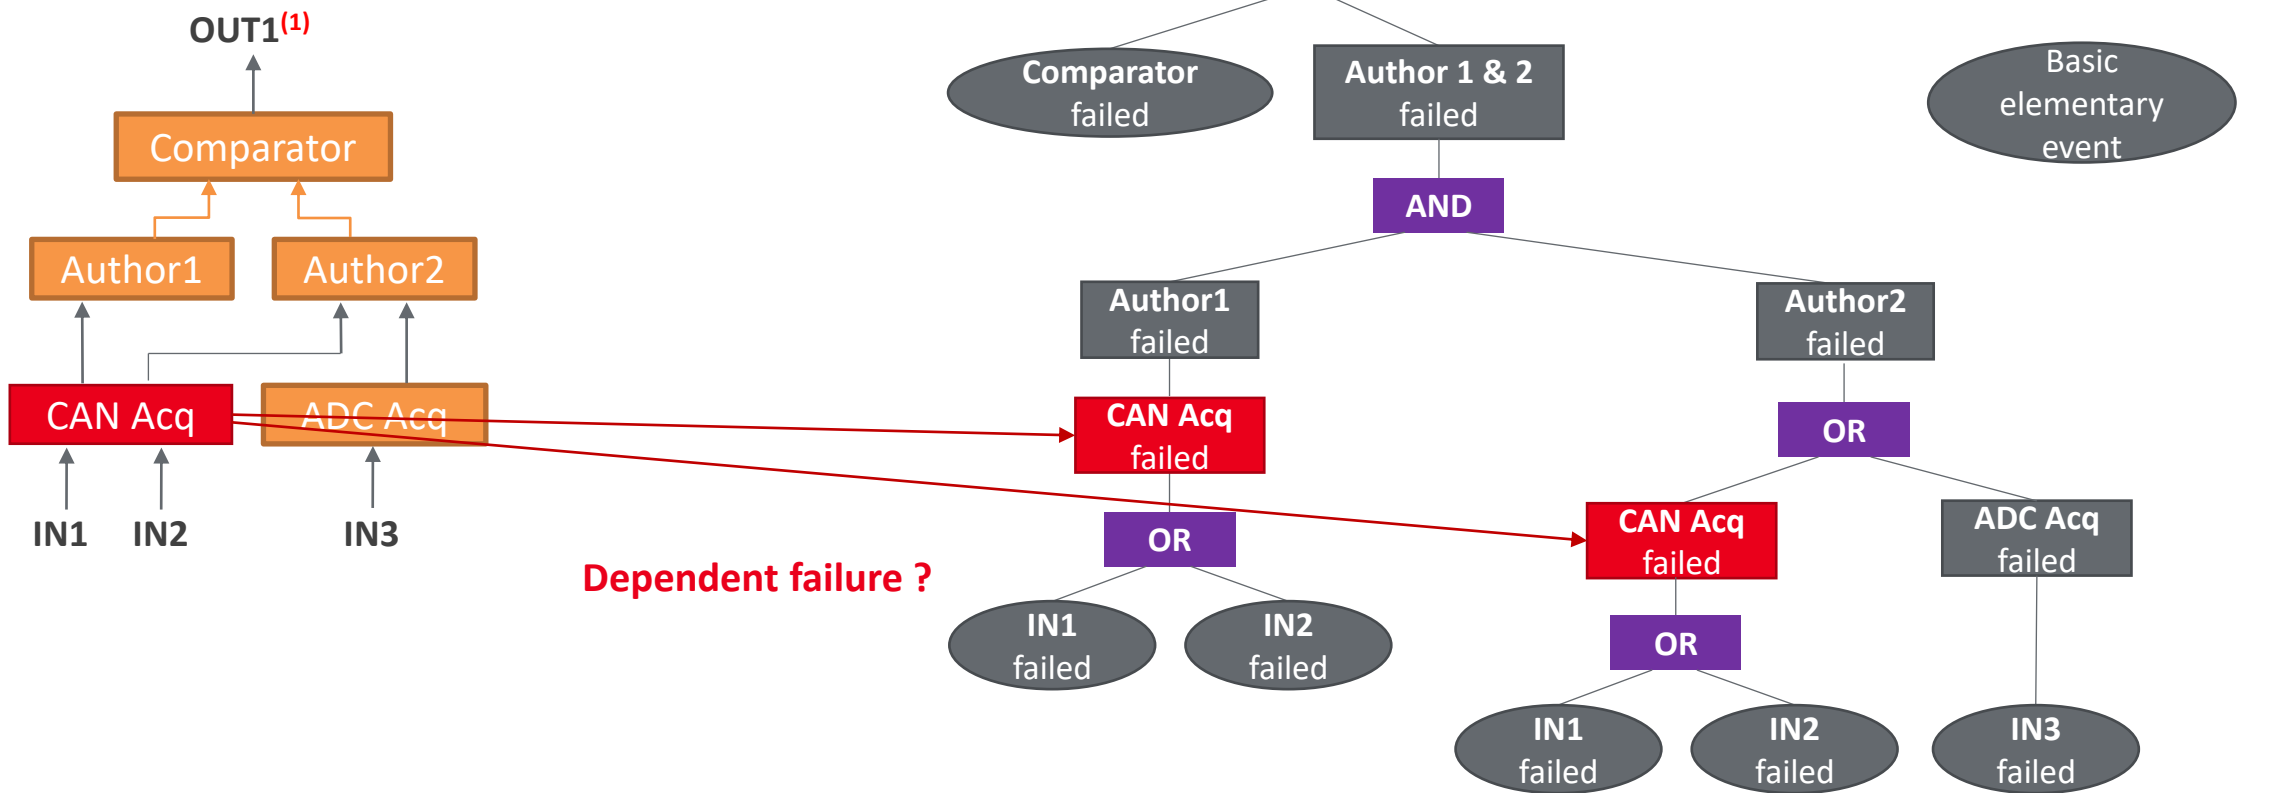 OUT1(1)
Comparator
Author1
Author2
CAN Acq
ADC Acq
IN1
IN2
IN3
Dependent failure ?
Comparator
failed
Author 1 & 2
failed
AND
Author1
failed
CAN Acq
failed
OR
IN1
failed
IN2
failed
Author2
failed
OR
CAN Acq
failed
ADC Acq
failed
OR
IN1
failed
IN2
failed
IN3
failed
Basic
elementary
event